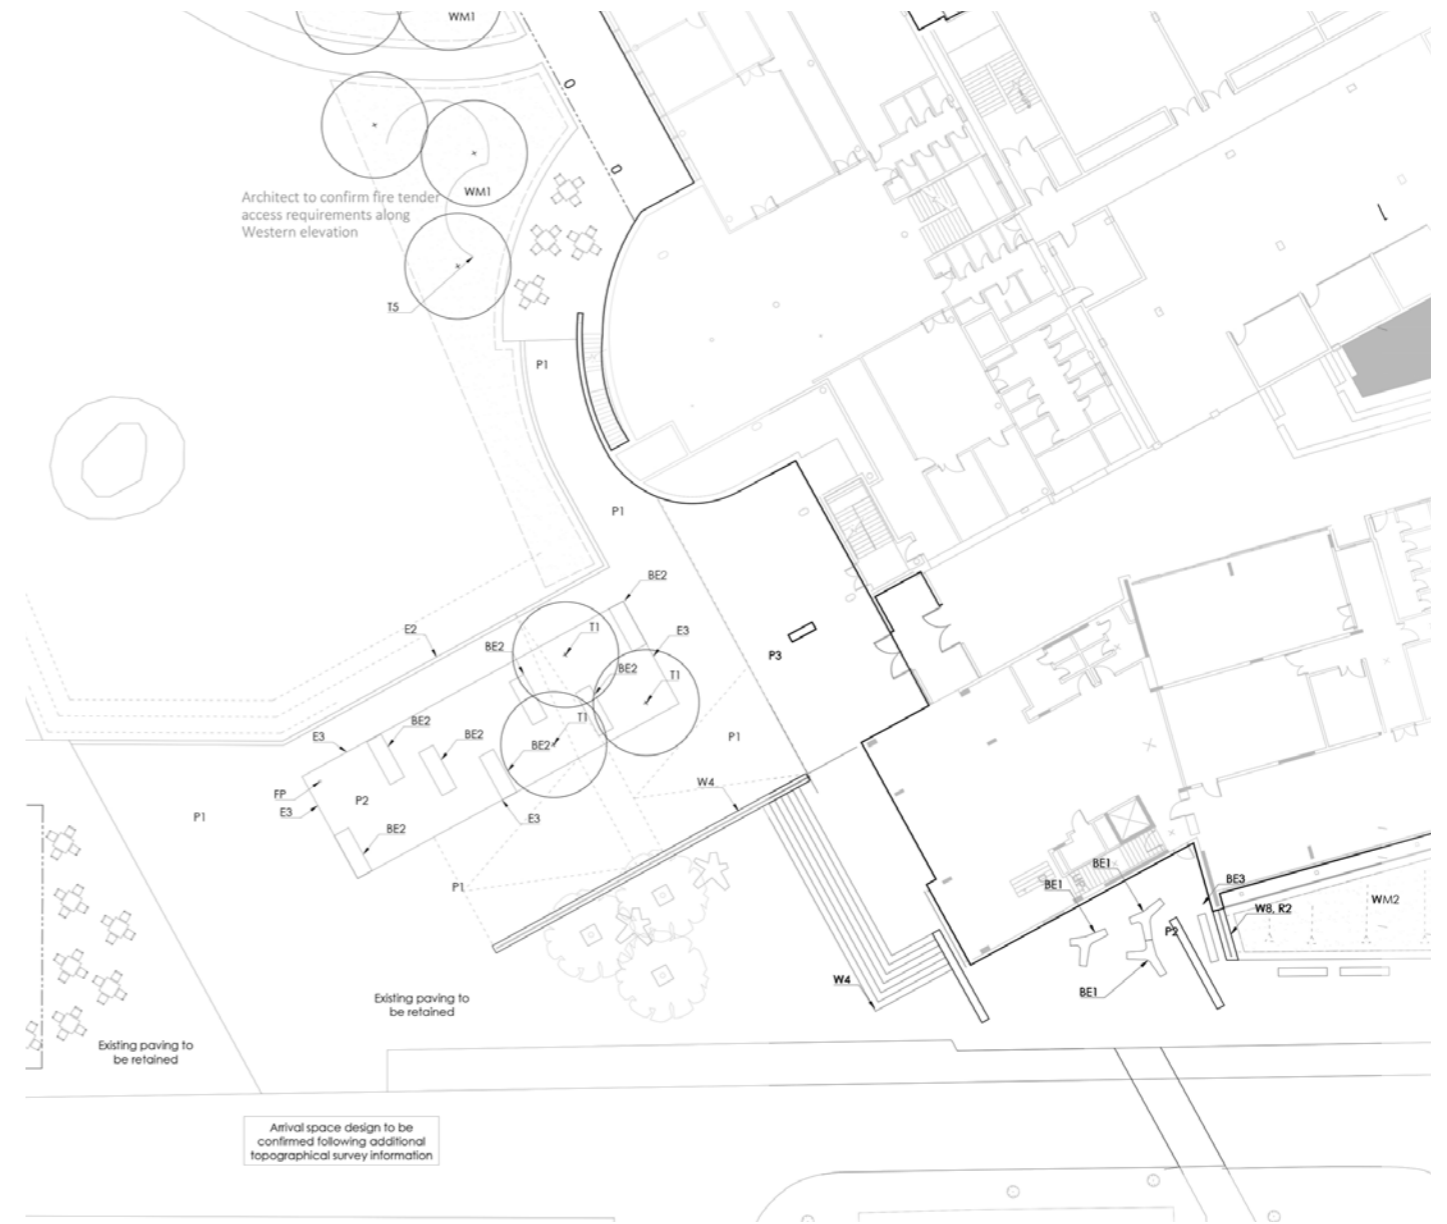 WM1
WM1
Architect to confirm fire tender
access requirements along
Western elevation
T5
P1
P1
BE2
E2
T1
E3
BE2
P3
BE2
T1
BE2
T1
E3
BE2
P1
BE2
FP
W4
P2
E3
P1
E3
BE2
BE1
BE3
P1
BE1
WM2
W8, R2
P2
W4
BE1
Existing paving to
be retained
Existing paving to
be retained
Arrival space design to be
confirmed following additional
topographical survey information